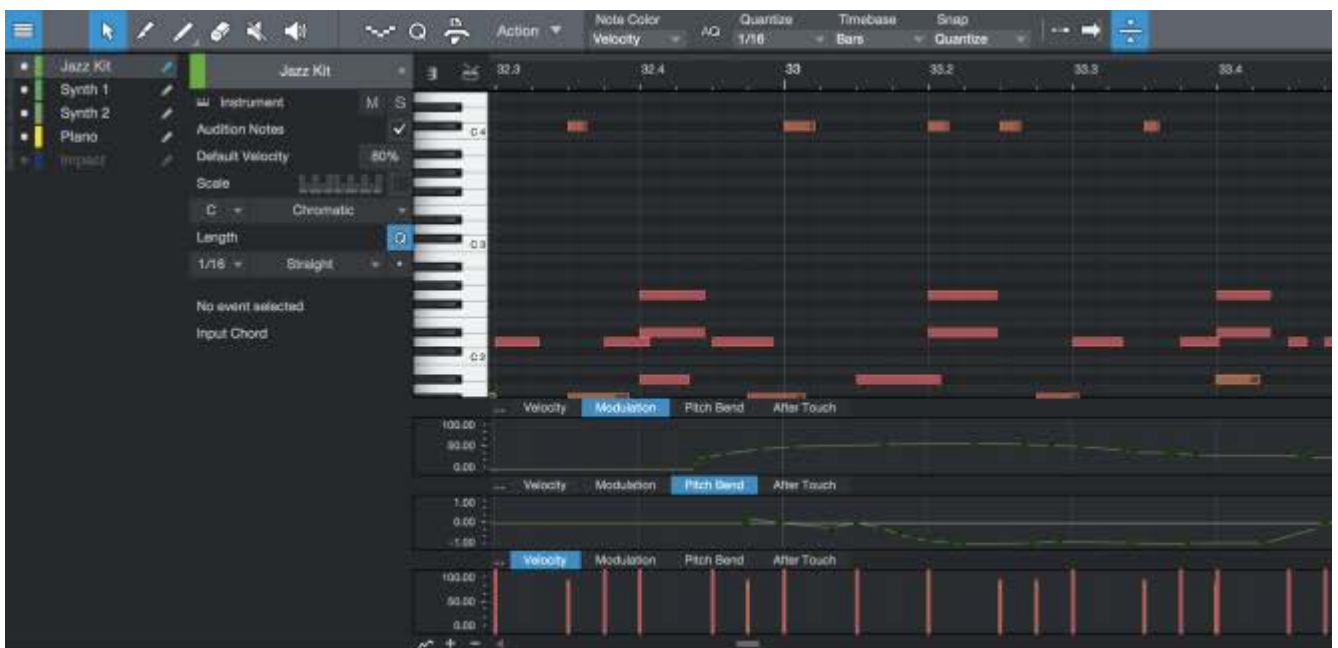 Note Color Quantize Timebase Snap
Action Velocity AQ 1/16 Bars Quantize
Jazz Kit
Synth 1
Synth 2
Piano
Impact
Jazz Kit
Instrument M S
Audition Notes
Default Velocity 80%
Scale
C Chromatic
Length Q
1/16 Straight
No event selected
Input Chord
32.3 32.4 33 33.2 33.3 33.4
C 4
C 3
C 2
... Velocity Modulation Pitch Bend After Touch
100.00
50.00
0.00
... Velocity Modulation Pitch Bend After Touch
1.00
0.00
-1.00
... Velocity Modulation Pitch Bend After Touch
100.00
50.00
0.00